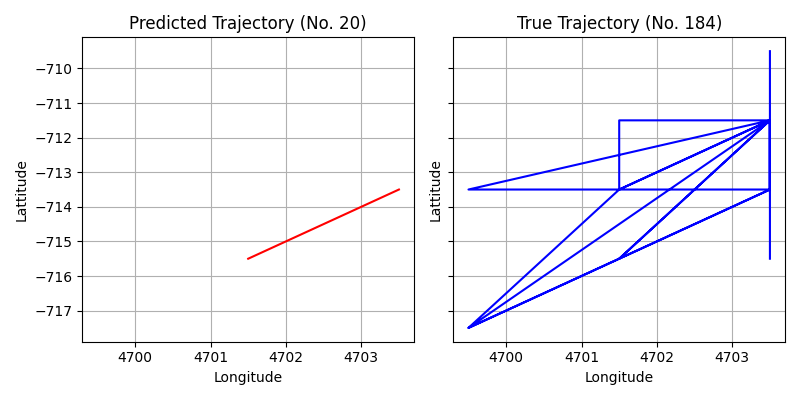 Predicted Trajectory (No. 20)
True Trajectory (No. 184)
−710
−711
−712
−713
−714
−715
−716
−717
Lattitude
Lattitude
4700 4701 4702 4703
4700 4701 4702 4703
Longitude
Longitude